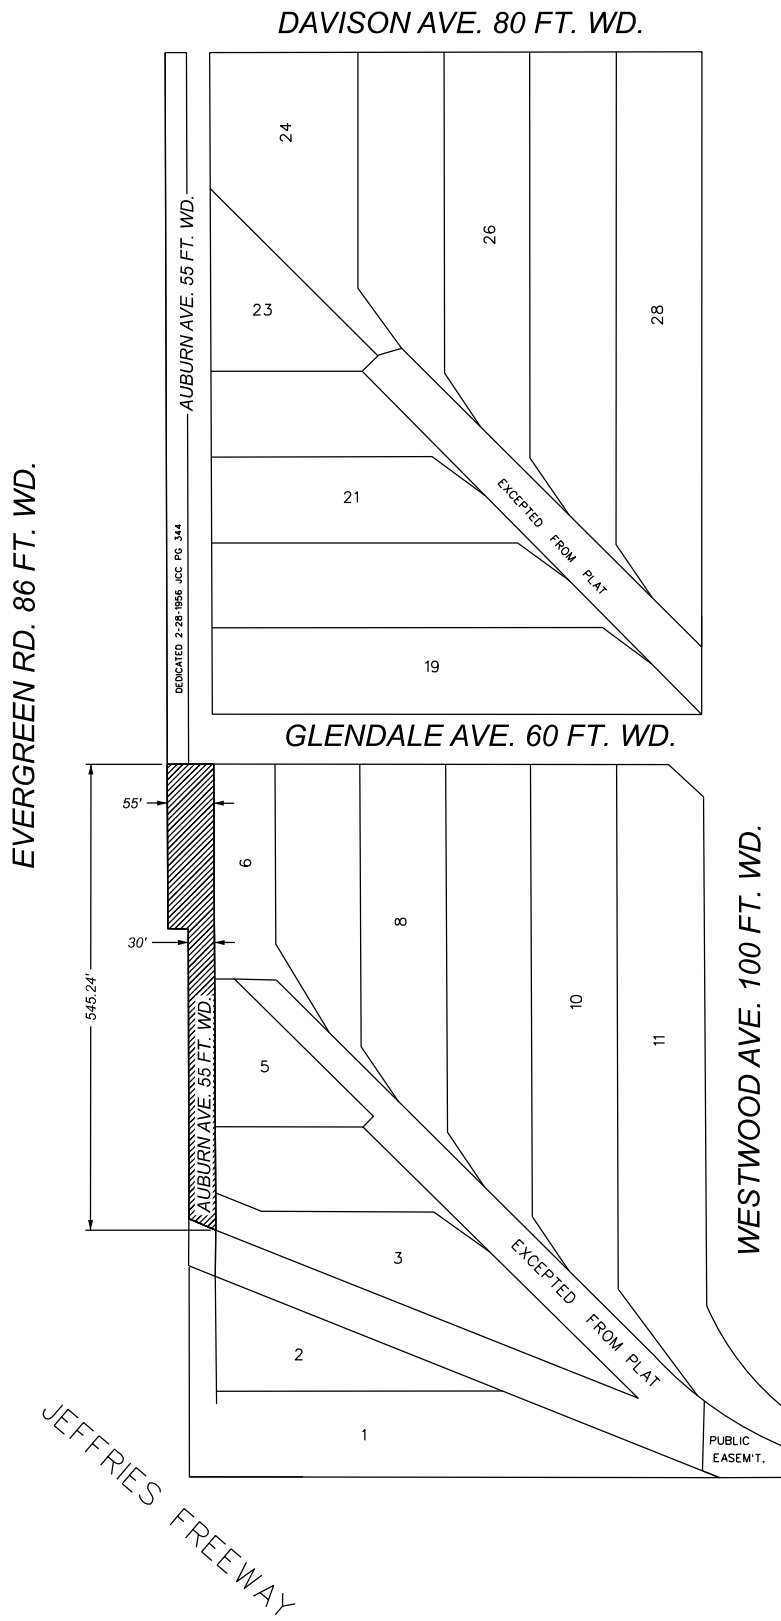 DAVISON AVE. 80 FT. WD.
24
26
28
23
AUBURN AVE. 55 FT. WD.
21
EXCEPTED FROM PLAT
DEDICATED 2-28-1956 JCC PG 344
EVERGREEN RD. 86 FT. WD.
19
GLENDALE AVE. 60 FT. WD.
55'
6
8
10
11
30'
545.24'
AUBURN AVE. 55 FT. WD.
5
WESTWOOD AVE. 100 FT. WD.
3
EXCEPTED FROM PLAT
2
1
PUBLIC
EASEM'T.
JEFFRIES FREEWAY